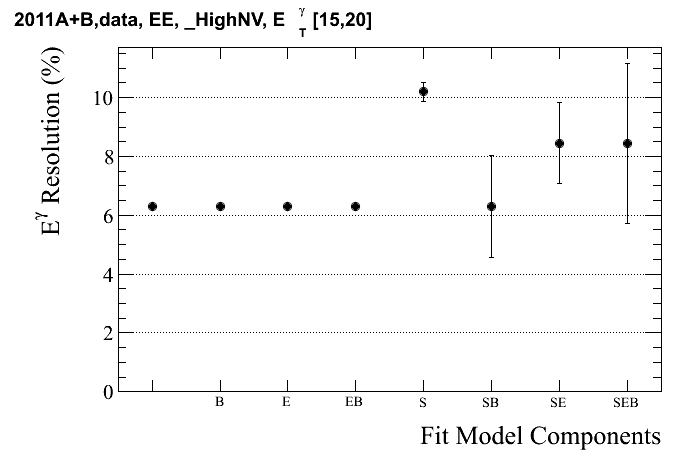 2011A+B,data, EE, _HighNV, E γ T [15,20]
E γ Resolution (%)
10
8
6
4
2
0
B E EB S SB SE SEB
Fit Model Components